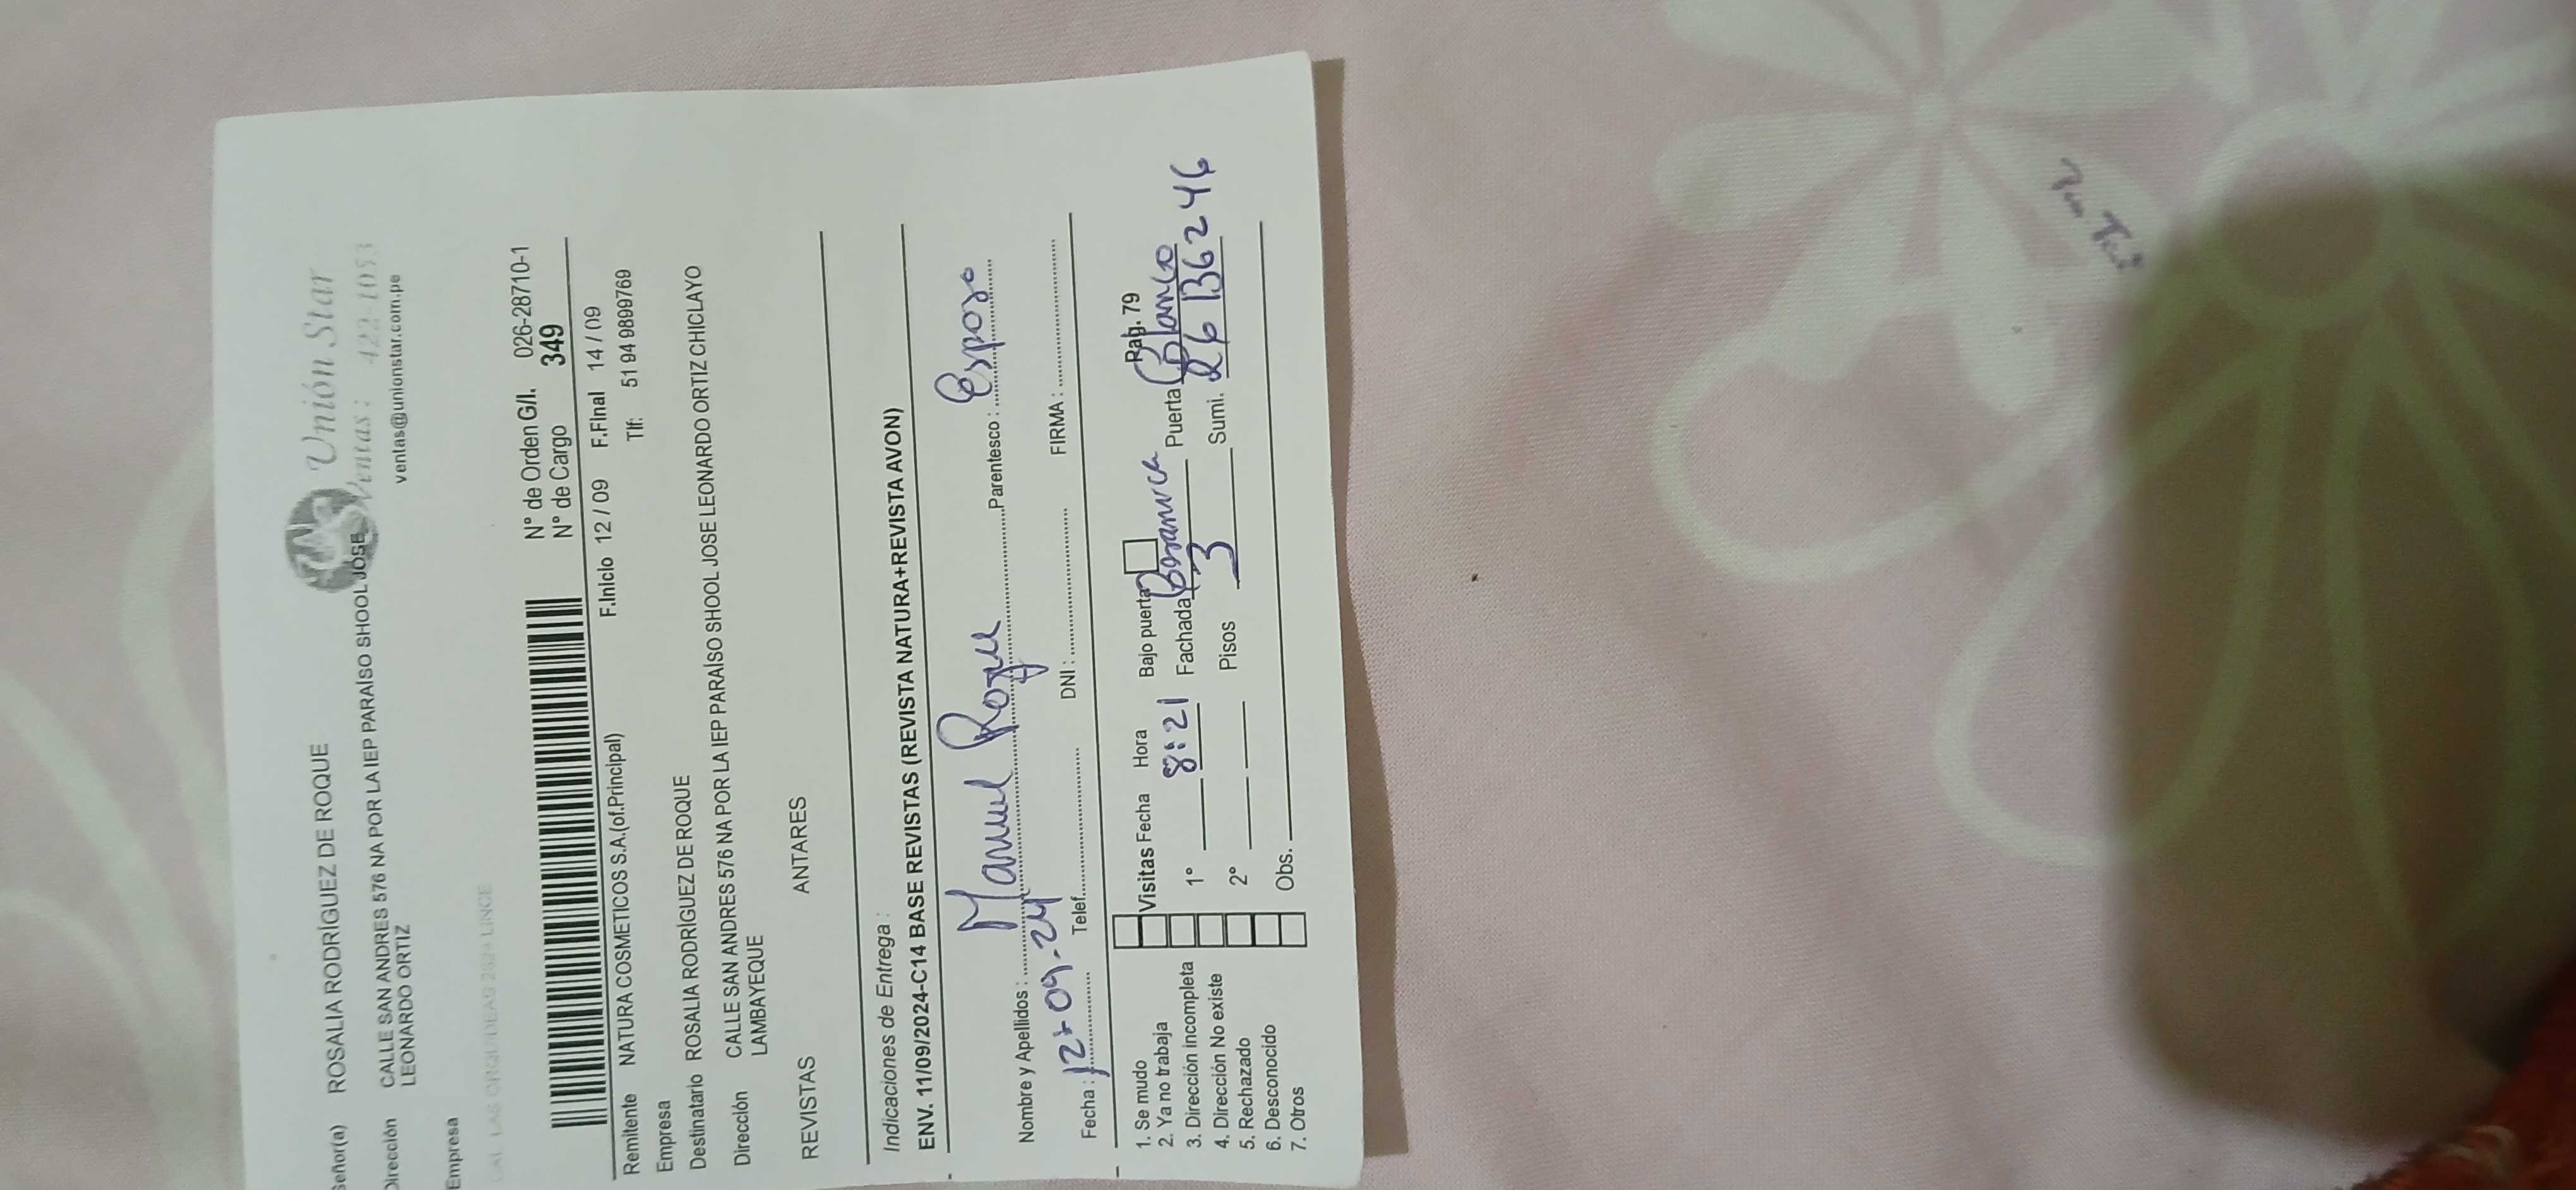 Unión Star
Ventas: 422-1053
ventas@unionstar.com.pe
Señor(a) ROSALIA RODRÍGUEZ DE ROQUE
Dirección CALLE SAN ANDRES 576 NA POR LA IEP PARAÍSO SHOOL JOSE
LEONARDO ORTIZ
Empresa
CAL. LAS ORQUIDEAS 2624 LINCE
N° de Orden G/I. 026-28710-1
N° de Cargo 349
F.Inicio 12 / 09 F.Final 14 / 09
Remitente NATURA COSMETICOS S.A.(of.Principal) Tlf: 51 94 9899769
Empresa
Destinatario ROSALIA RODRÍGUEZ DE ROQUE
Dirección CALLE SAN ANDRES 576 NA POR LA IEP PARAÍSO SHOOL JOSE LEONARDO ORTIZ CHICLAYO
LAMBAYEQUE
REVISTAS ANTARES
Indicaciones de Entrega :
ENV. 11/09/2024-C14 BASE REVISTAS (REVISTA NATURA+REVISTA AVON)
Nombre y Apellidos : Manuel Roque Parentesco : Esposo
Fecha : 12-09-24 Telef. DNI : FIRMA :
1. Se mudo Visitas Fecha Hora Bajo puerta Rag. 79
2. Ya no trabaja
3. Dirección incompleta 1° 8:21 Fachada Blanca Puerta Blanco
4. Dirección No existe 2° Pisos 3 Sumi. 26136246
5. Rechazado
6. Desconocido Obs.
7. Otros